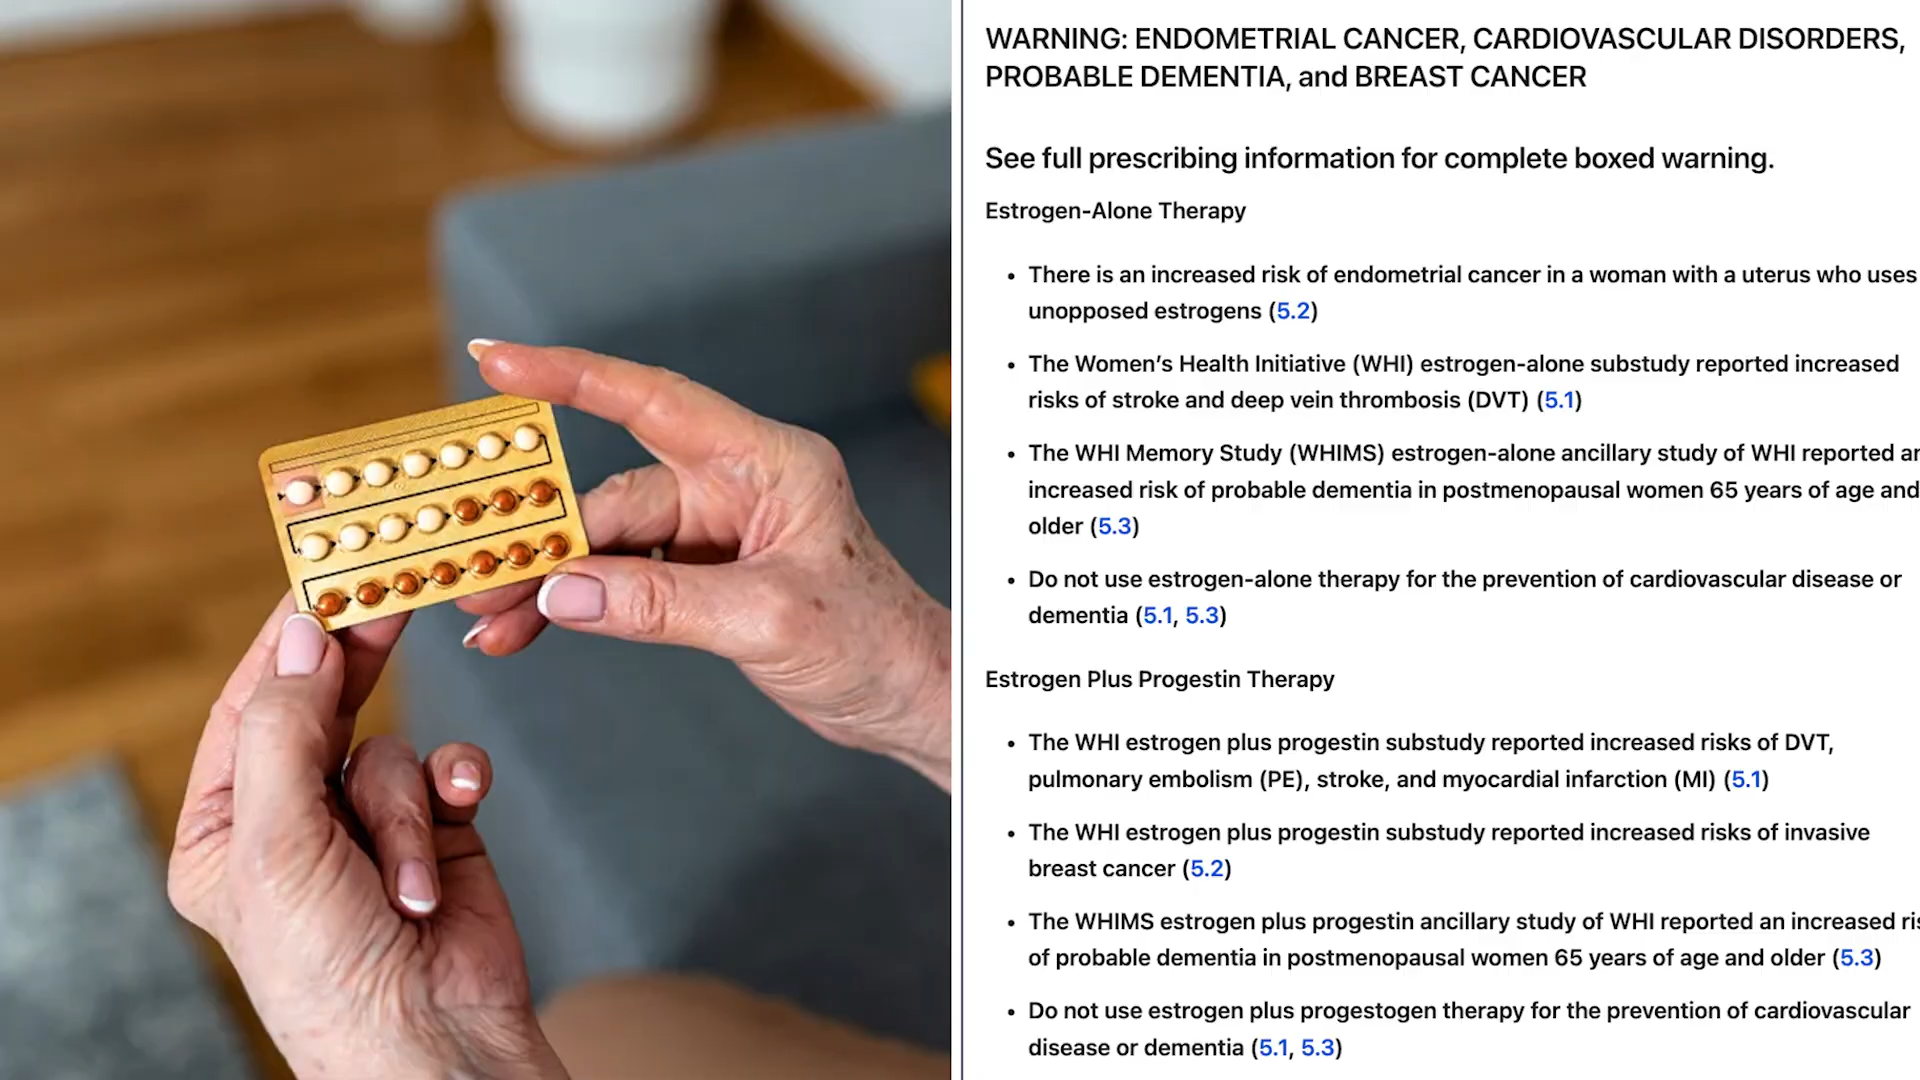 WARNING: ENDOMETRIAL CANCER, CARDIOVASCULAR DISORDERS,
PROBABLE DEMENTIA, and BREAST CANCER
See full prescribing information for complete boxed warning.
Estrogen-Alone Therapy
• There is an increased risk of endometrial cancer in a woman with a uterus who uses
unopposed estrogens (5.2)
• The Women’s Health Initiative (WHI) estrogen-alone substudy reported increased
risks of stroke and deep vein thrombosis (DVT) (5.1)
• The WHI Memory Study (WHIMS) estrogen-alone ancillary study of WHI reported an
increased risk of probable dementia in postmenopausal women 65 years of age and
older (5.3)
• Do not use estrogen-alone therapy for the prevention of cardiovascular disease or
dementia (5.1, 5.3)
Estrogen Plus Progestin Therapy
• The WHI estrogen plus progestin substudy reported increased risks of DVT,
pulmonary embolism (PE), stroke, and myocardial infarction (MI) (5.1)
• The WHI estrogen plus progestin substudy reported increased risks of invasive
breast cancer (5.2)
• The WHIMS estrogen plus progestin ancillary study of WHI reported an increased ris
of probable dementia in postmenopausal women 65 years of age and older (5.3)
• Do not use estrogen plus progestogen therapy for the prevention of cardiovascular
disease or dementia (5.1, 5.3)